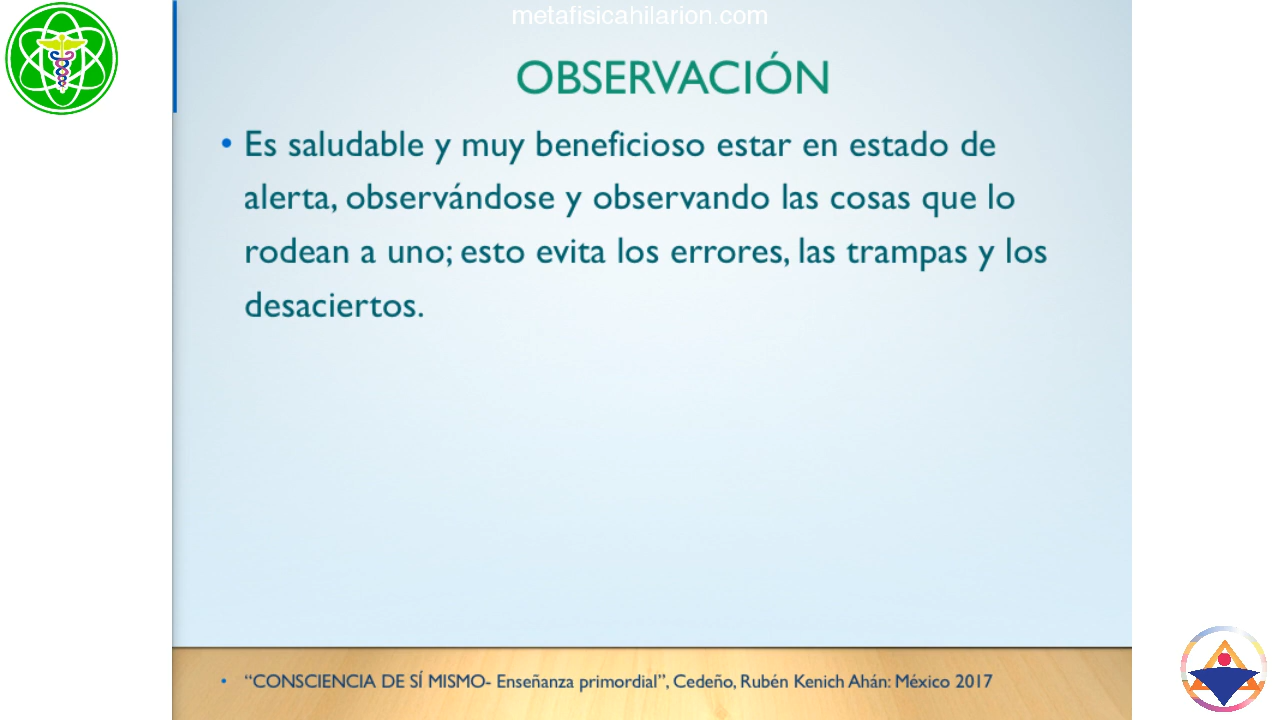 metafisicahilarion.com
OBSERVACIÓN
• Es saludable y muy beneficioso estar en estado de
alerta, observándose y observando las cosas que lo
rodean a uno; esto evita los errores, las trampas y los
desaciertos.
• “CONSCIENCIA DE SÍ MISMO- Enseñanza primordial”, Cedeño, Rubén Kenich Ahán: México 2017